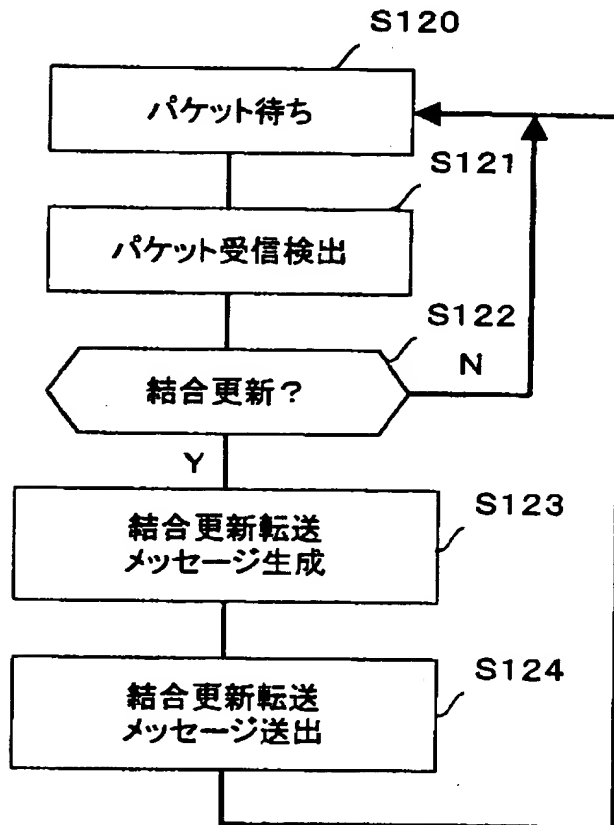 S120
パケット待ち
S121
パケット受信検出
S122
結合更新？
N
Y
S123
結合更新転送
メッセージ生成
S124
結合更新転送
メッセージ送出